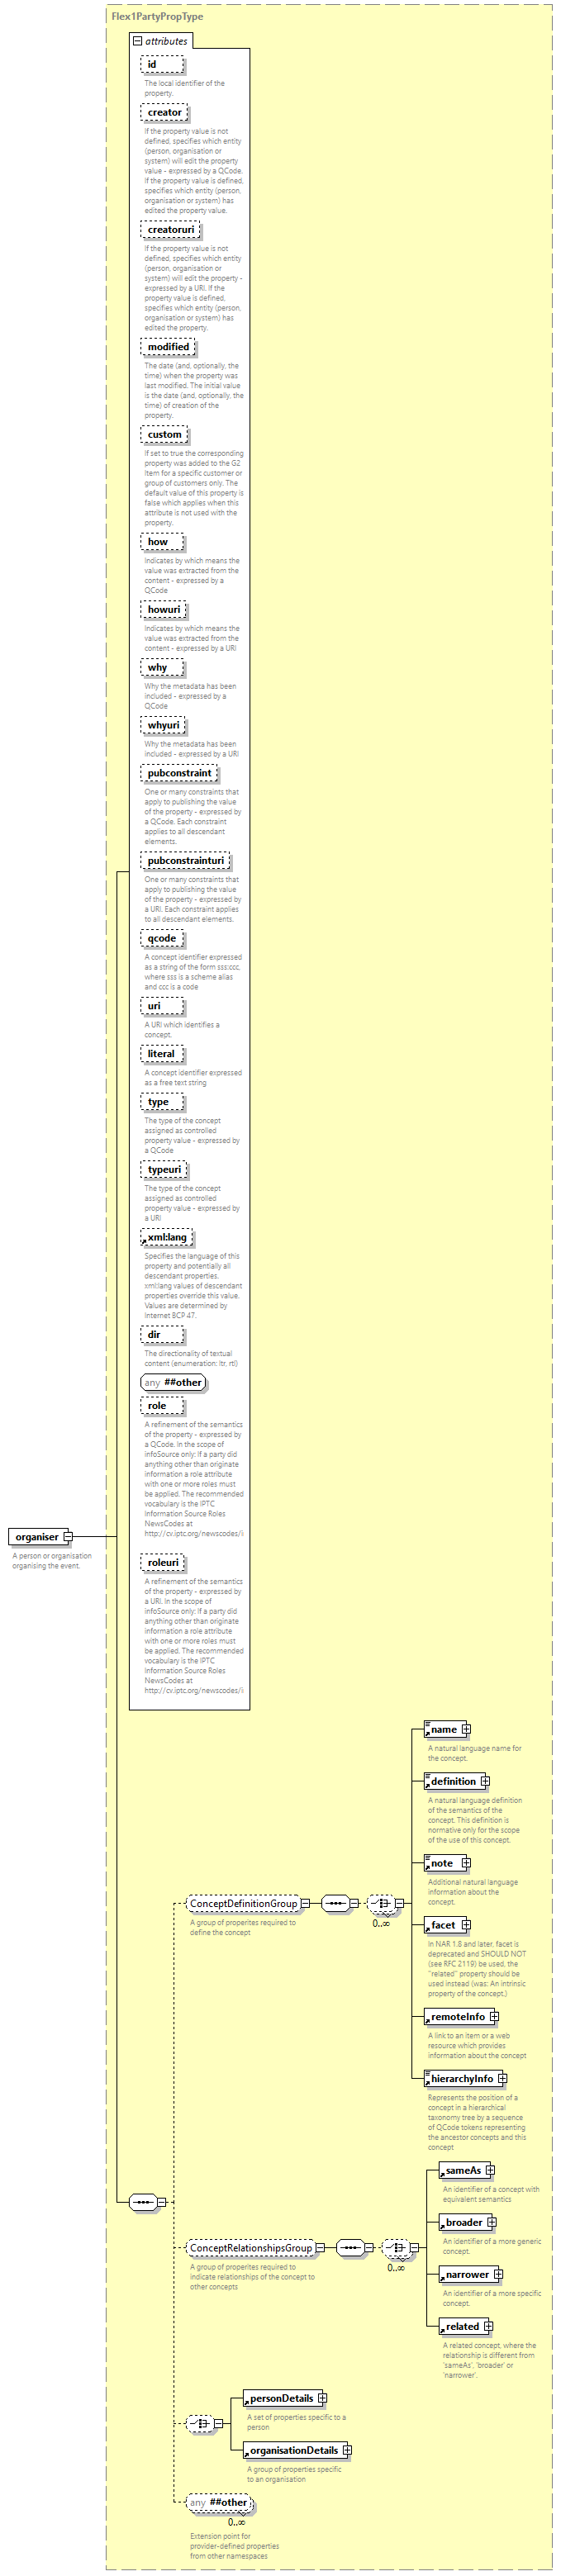 Flex1PartyPropType
attributes
id
The local identifier of the
property.
creator
If the property value is not
defined, specifies which entity
(person, organisation or
system) will edit the property
value - expressed by a QCode.
If the property value is defined,
specifies which entity (person,
organisation or system) has
edited the property value.
creatoruri
If the property value is not
defined, specifies which entity
(person, organisation or
system) will edit the property -
expressed by a URI. If the
property value is defined,
specifies which entity (person,
organisation or system) has
edited the property.
modified
The date (and, optionally, the
time) when the property was
last modified. The initial value
is the date (and, optionally, the
time) of creation of the
property.
custom
If set to true the corresponding
property was added to the G2
Item for a specific customer or
group of customers only. The
default value of this property is
false which applies when this
attribute is not used with the
property.
how
Indicates by which means the
value was extracted from the
content - expressed by a
QCode
howuri
Indicates by which means the
value was extracted from the
content - expressed by a URI
why
Why the metadata has been
included - expressed by a
QCode
whyuri
Why the metadata has been
included - expressed by a URI
pubconstraint
One or many constraints that
apply to publishing the value
of the property - expressed by
a QCode. Each constraint
applies to all descendant
elements.
pubconstrainturi
One or many constraints that
apply to publishing the value
of the property - expressed by
a URI. Each constraint applies
to all descendant elements.
qcode
A concept identifier expressed
as a string of the form sss:ccc,
where sss is a scheme alias
and ccc is a code
uri
A URI which identifies a
concept.
literal
A concept identifier expressed
as a free text string
type
The type of the concept
assigned as controlled
property value - expressed by
a QCode
typeuri
The type of the concept
assigned as controlled
property value - expressed by
a URI
xml:lang
Specifies the language of this
property and potentially all
descendant properties.
xml:lang values of descendant
properties override this value.
Values are determined by
Internet BCP 47.
dir
The directionality of textual
content (enumeration: ltr, rtl)
any ##other
role
A refinement of the semantics
of the property - expressed by
a QCode. In the scope of
infoSource only: If a party did
anything other than originate
information a role attribute
with one or more roles must
be applied. The recommended
vocabulary is the IPTC
Information Source Roles
NewsCodes at
http://cv.iptc.org/newscodes/i
organiser
A person or organisation
organising the event.
roleuri
A refinement of the semantics
of the property - expressed by
a URI. In the scope of
infoSource only: If a party did
anything other than originate
information a role attribute
with one or more roles must
be applied. The recommended
vocabulary is the IPTC
Information Source Roles
NewsCodes at
http://cv.iptc.org/newscodes/i
name
A natural language name for
the concept.
definition
A natural language definition
of the semantics of the
concept. This definition is
normative only for the scope
of the use of this concept.
note
Additional natural language
information about the
concept.
ConceptDefinitionGroup
0..∞
A group of properites required to
define the concept
facet
In NAR 1.8 and later, facet is
deprecated and SHOULD NOT
(see RFC 2119) be used, the
"related" property should be
used instead (was: An intrinsic
property of the concept.)
remoteInfo
A link to an item or a web
resource which provides
information about the concept
hierarchyInfo
Represents the position of a
concept in a hierarchical
taxonomy tree by a sequence
of QCode tokens representing
the ancestor concepts and this
concept
sameAs
An identifier of a concept with
equivalent semantics
broader
An identifier of a more generic
concept.
ConceptRelationshipsGroup
0..∞
A group of properites required to
indicate relationships of the concept to
other concepts
narrower
An identifier of a more specific
concept.
related
A related concept, where the
relationship is different from
'sameAs', 'broader' or
'narrower'.
personDetails
A set of properties specific to a
person
organisationDetails
A group of properties specific
to an organisation
any ##other
0..∞
Extension point for
provider-defined properties
from other namespaces